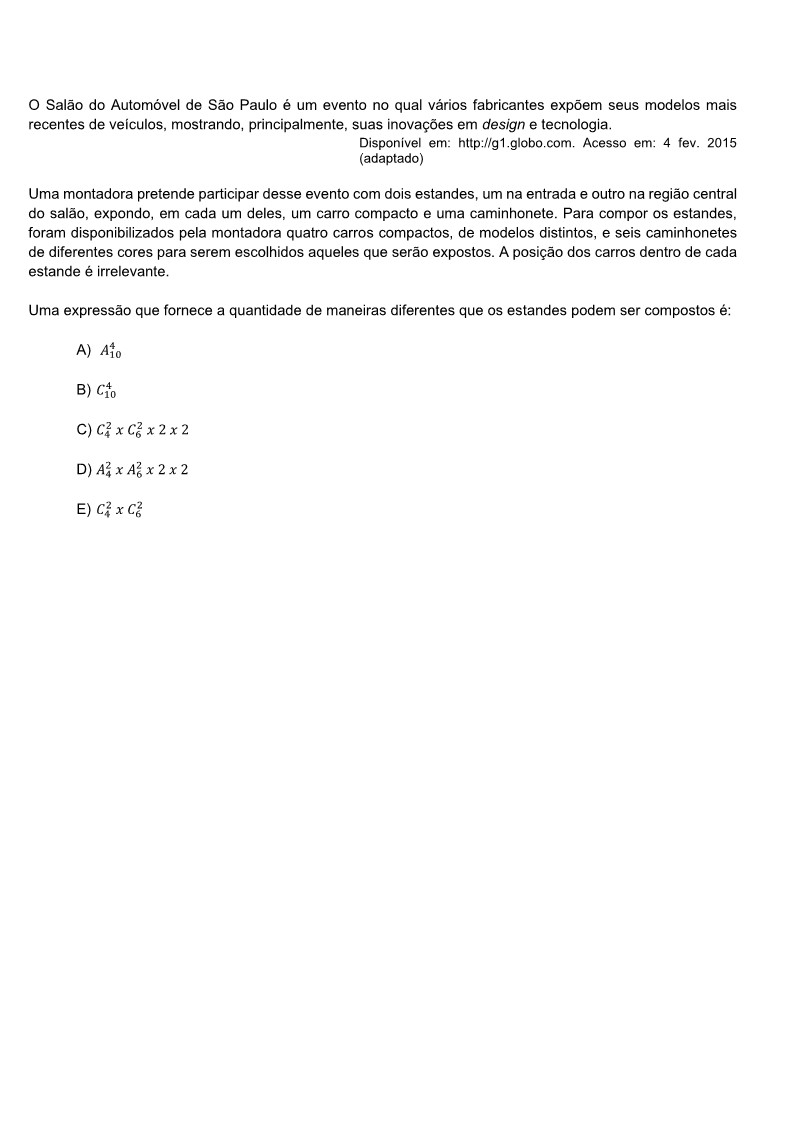 O Salão do Automóvel de São Paulo é um evento no qual vários fabricantes expõem seus modelos mais
recentes de veículos, mostrando, principalmente, suas inovações em design e tecnologia.
Disponível em: http://g1.globo.com. Acesso em: 4 fev. 2015
(adaptado)
Uma montadora pretende participar desse evento com dois estandes, um na entrada e outro na região central
do salão, expondo, em cada um deles, um carro compacto e uma caminhonete. Para compor os estandes,
foram disponibilizados pela montadora quatro carros compactos, de modelos distintos, e seis caminhonetes
de diferentes cores para serem escolhidos aqueles que serão expostos. A posição dos carros dentro de cada
estande é irrelevante.
Uma expressão que fornece a quantidade de maneiras diferentes que os estandes podem ser compostos é:
A) $A_{10}^{4}$
B) $C_{10}^{4}$
C) $C_{4}^{2}$ x $C_{6}^{2}$ x 2 x 2
D) $A_{4}^{2}$ x $A_{6}^{2}$ x 2 x 2
E) $C_{4}^{2}$ x $C_{6}^{2}$